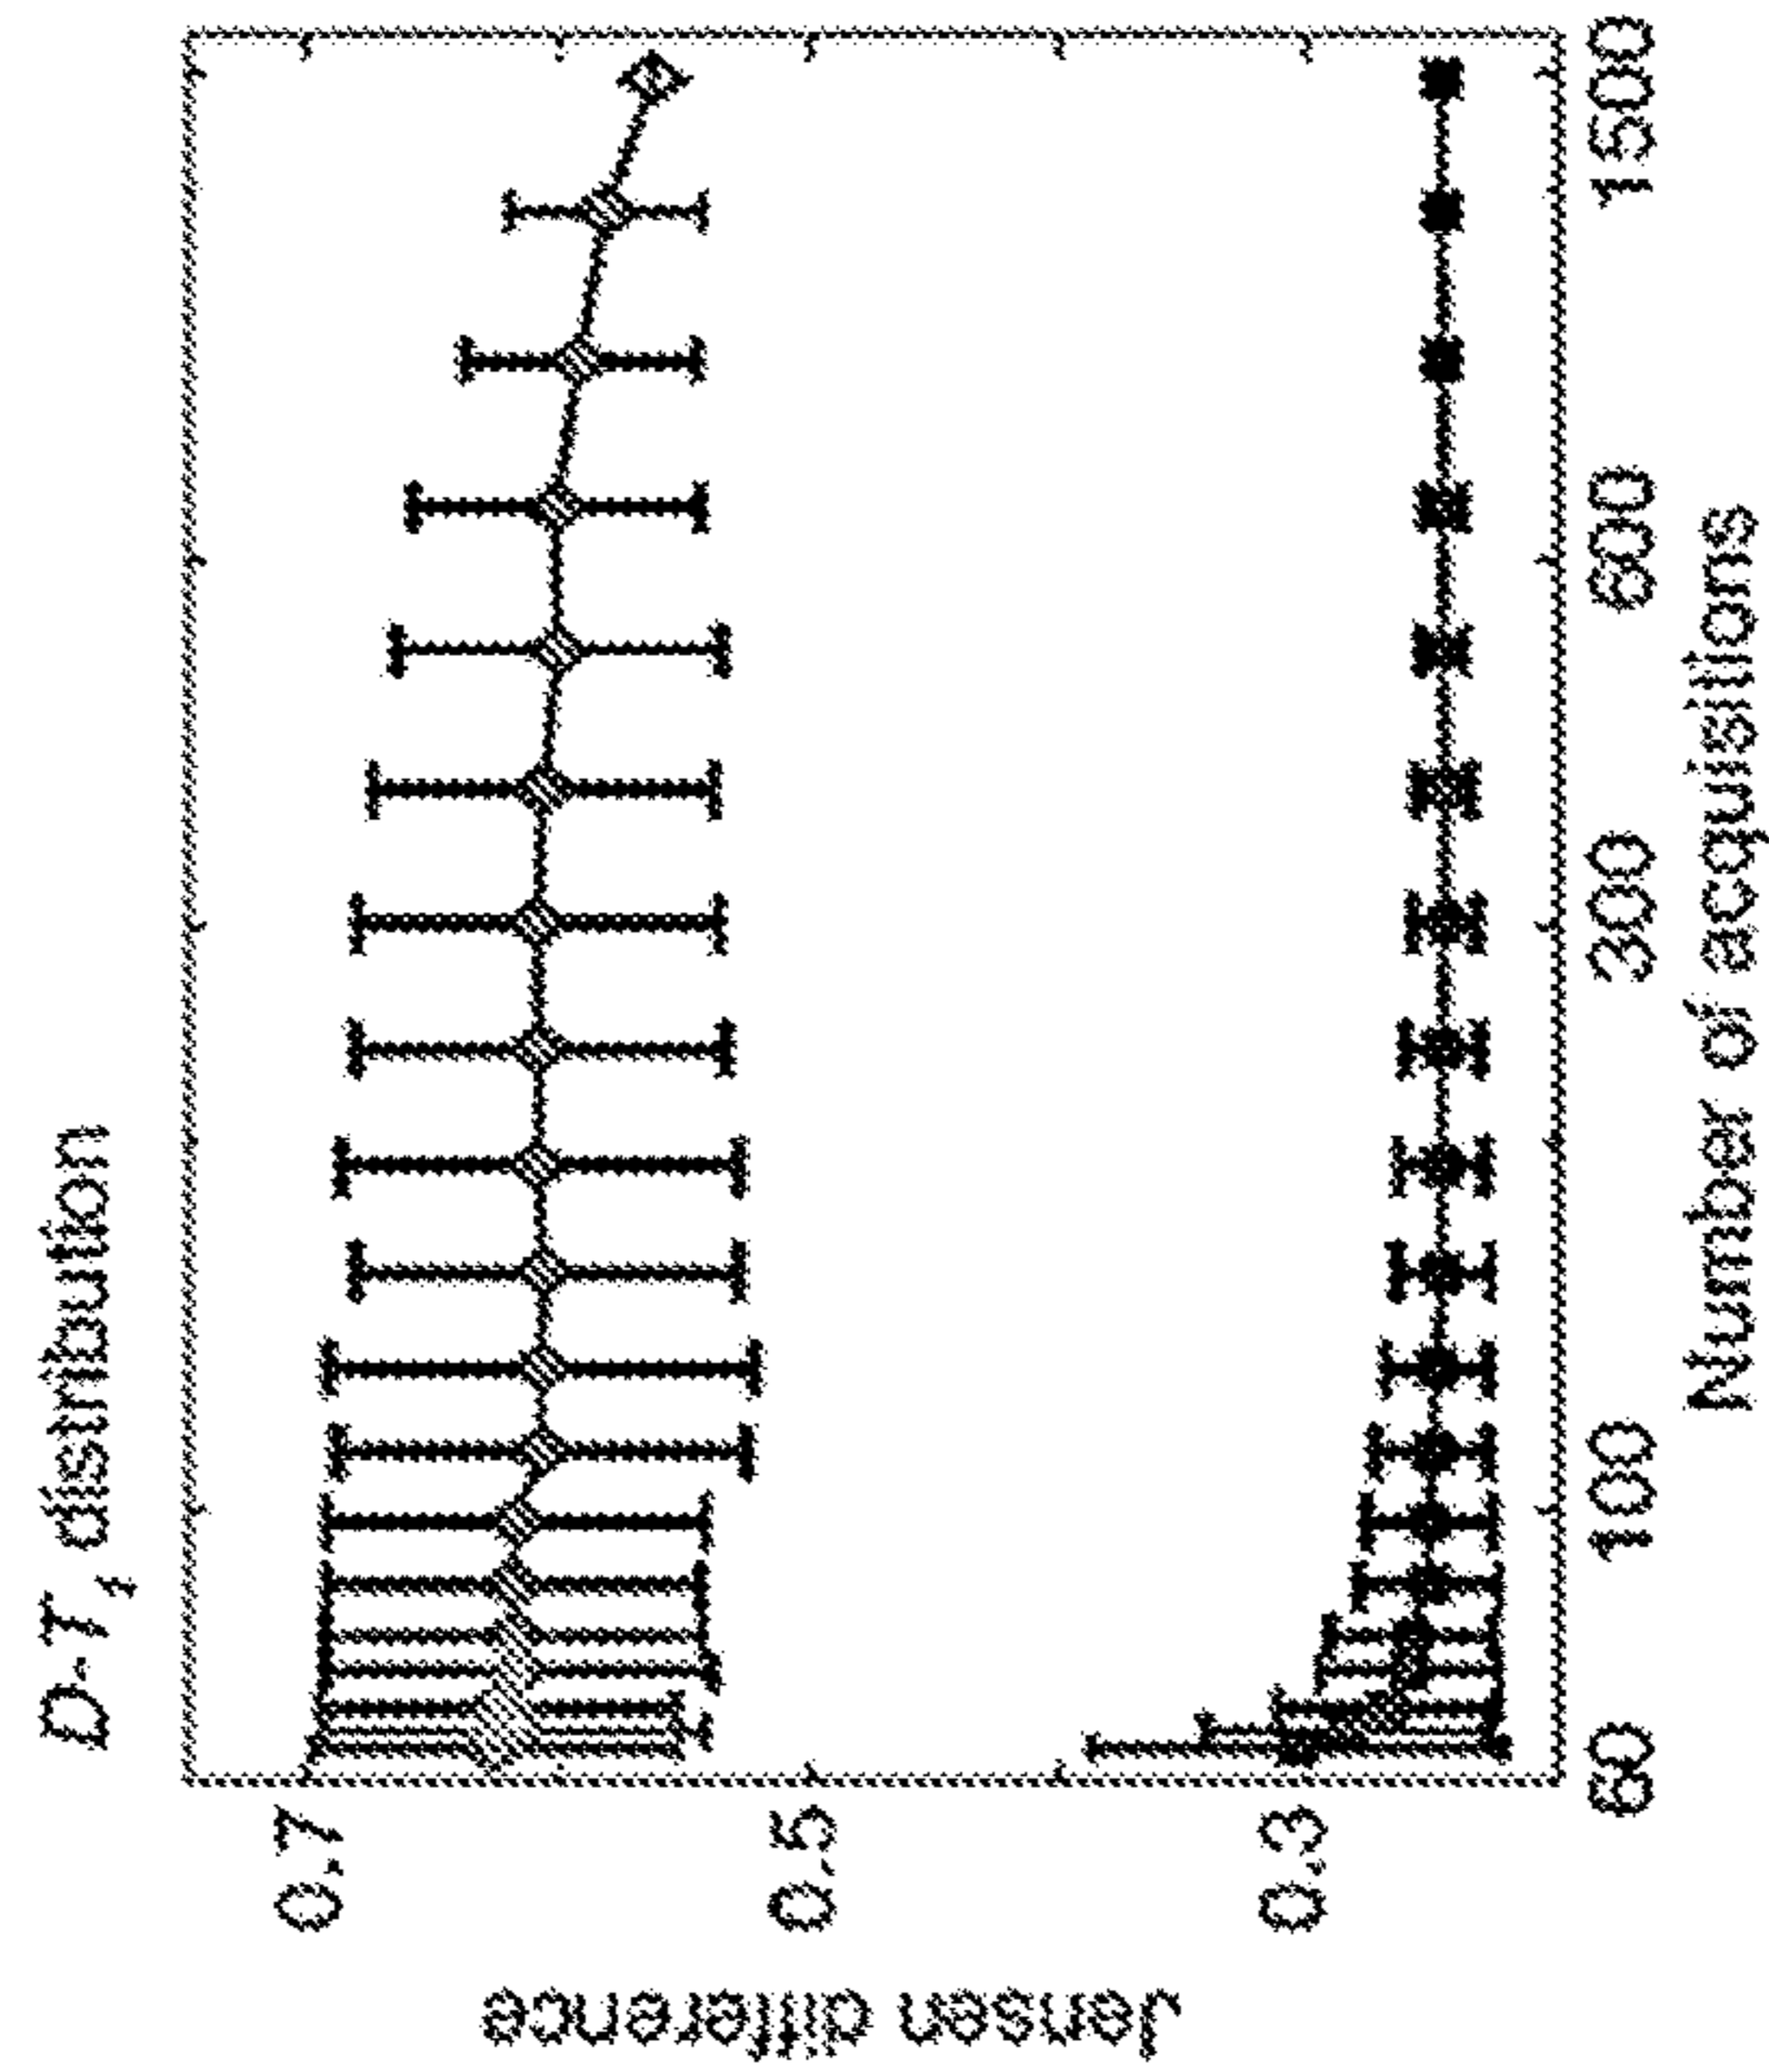 D-T₁ distribution
Jensen difference
0.7
0.5
0.3
60
100
300
600
1500
Number of acquisitions